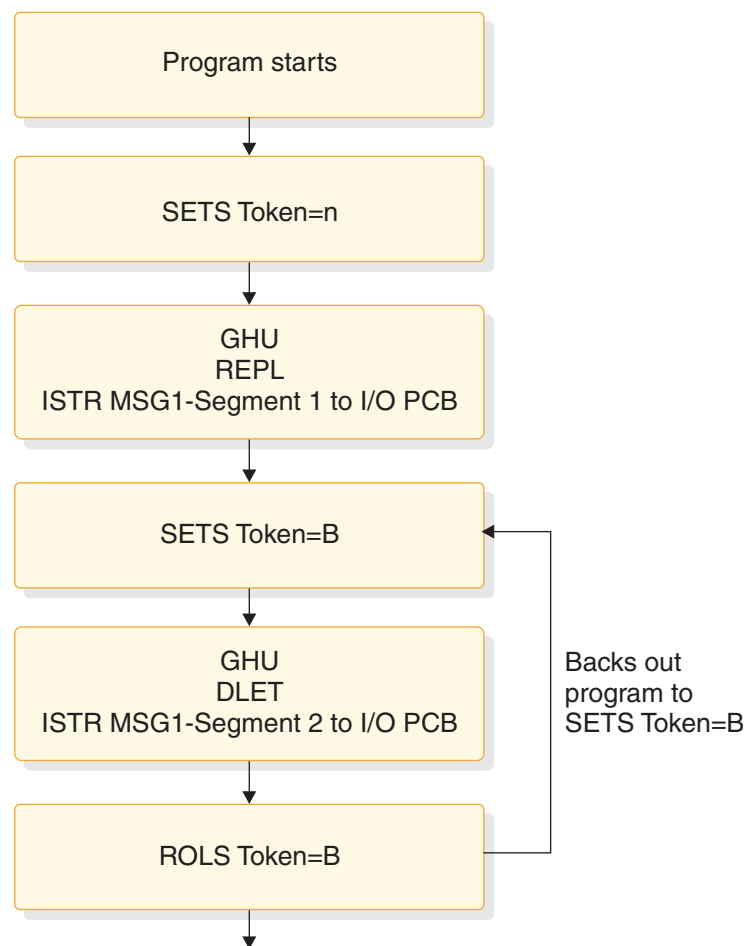 Program starts
SETS Token=n
GHU
REPL
ISTR MSG1-Segment 1 to I/O PCB
SETS Token=B
GHU
DLET
ISTR MSG1-Segment 2 to I/O PCB
Backs out
program to
SETS Token=B
ROLS Token=B